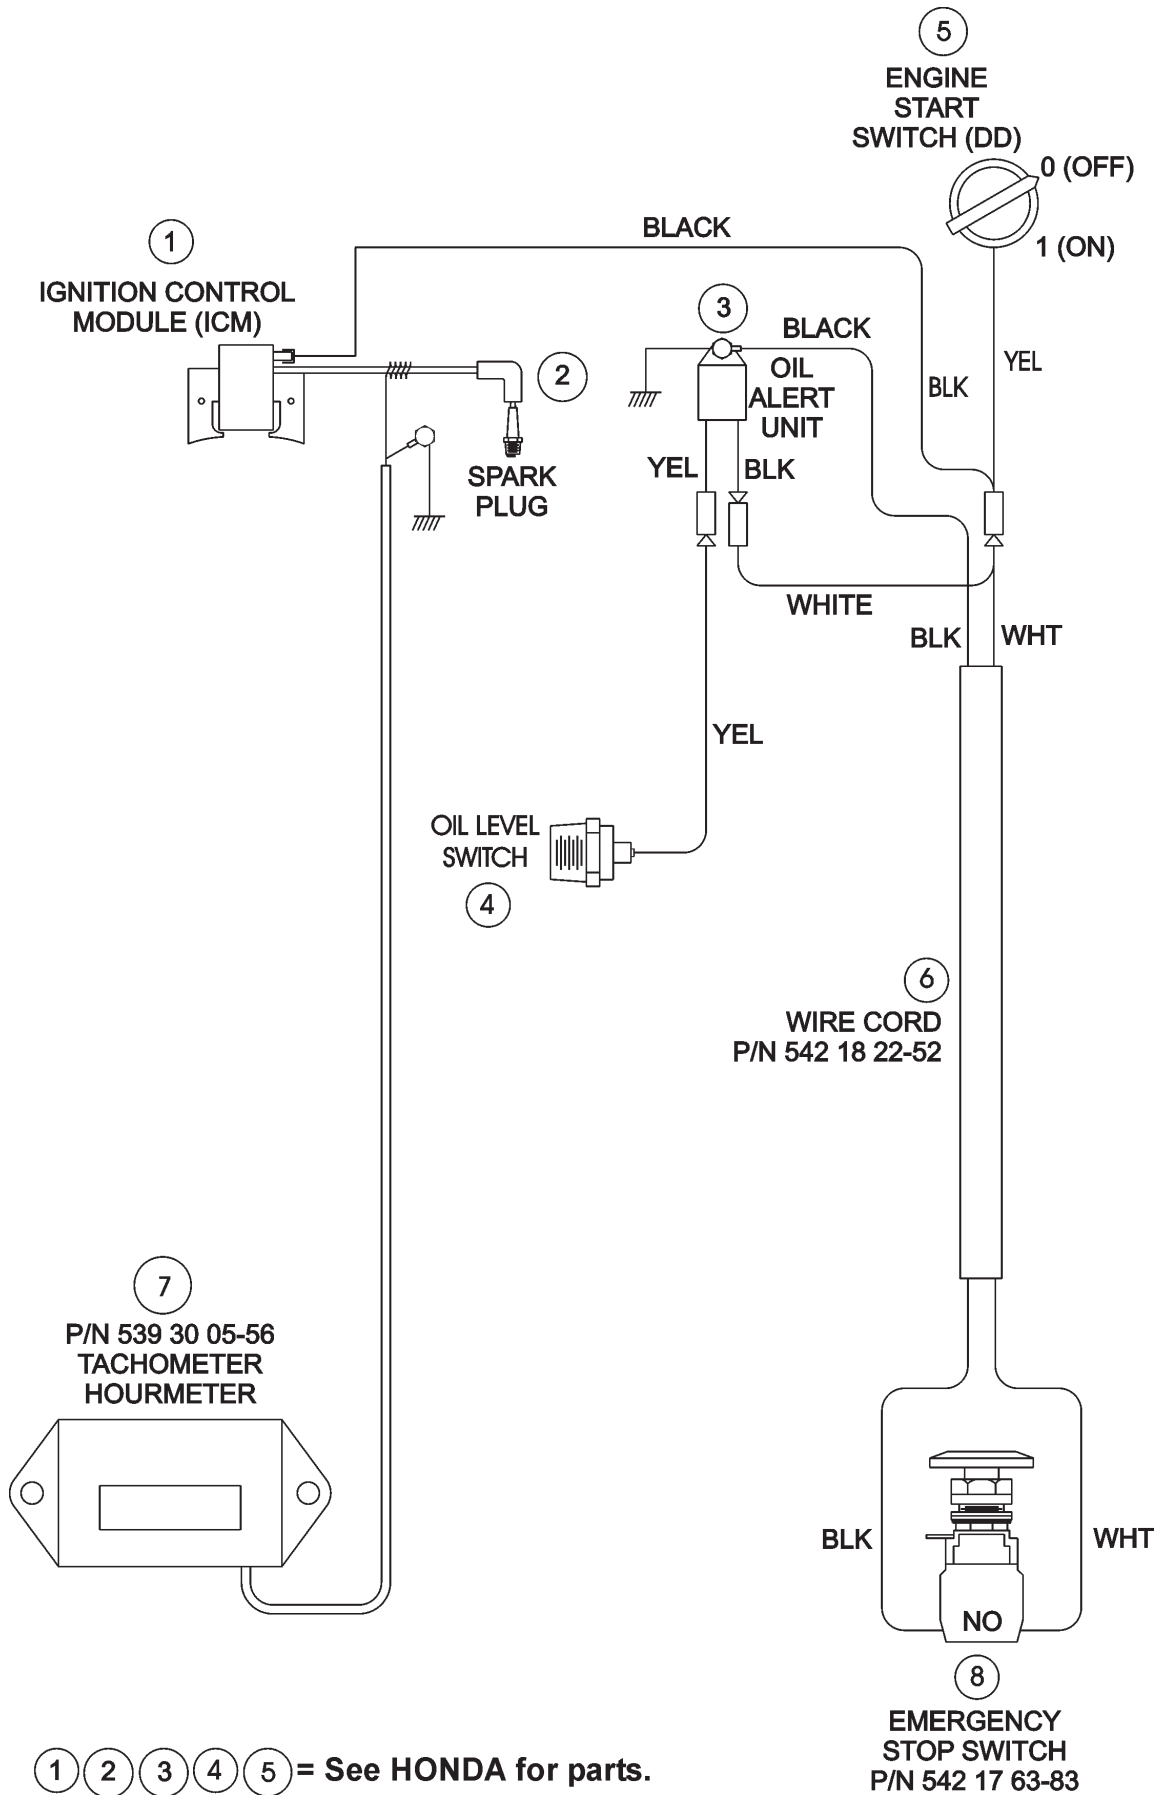 5
ENGINE
START
SWITCH (DD)
0 (OFF)
1 (ON)
BLACK
1
IGNITION CONTROL
MODULE (ICM)
3
BLACK
OIL
ALERT
UNIT
YEL
BLK
2
SPARK
PLUG
YEL
BLK
WHITE
BLK
WHT
YEL
OIL LEVEL
SWITCH
4
6
WIRE CORD
P/N 542 18 22-52
7
P/N 539 30 05-56
TACHOMETER
HOURMETER
BLK
WHT
NO
8
EMERGENCY
STOP SWITCH
P/N 542 17 63-83
1 2 3 4 5 = See HONDA for parts.